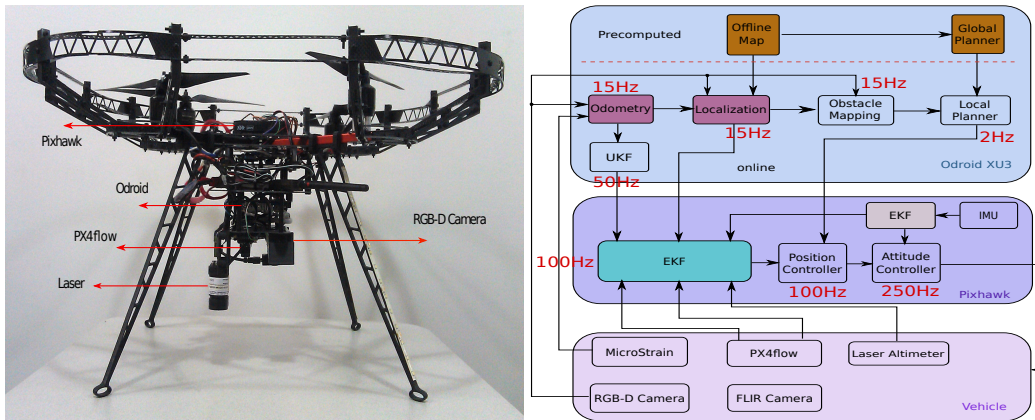 Pixhawk
Odroid
PX4flow
Laser
RGB-D Camera
Precomputed
Offline
Map
Global
Planner
15Hz
15Hz
Odometry
Localization
Obstacle
Mapping
Local
Planner
15Hz
2Hz
UKF
online
Odroid XU3
50Hz
EKF
IMU
100Hz
EKF
Position
Controller
Attitude
Controller
100Hz
250Hz
Pixhawk
MicroStrain
PX4flow
Laser Altimeter
RGB-D Camera
FLIR Camera
Vehicle